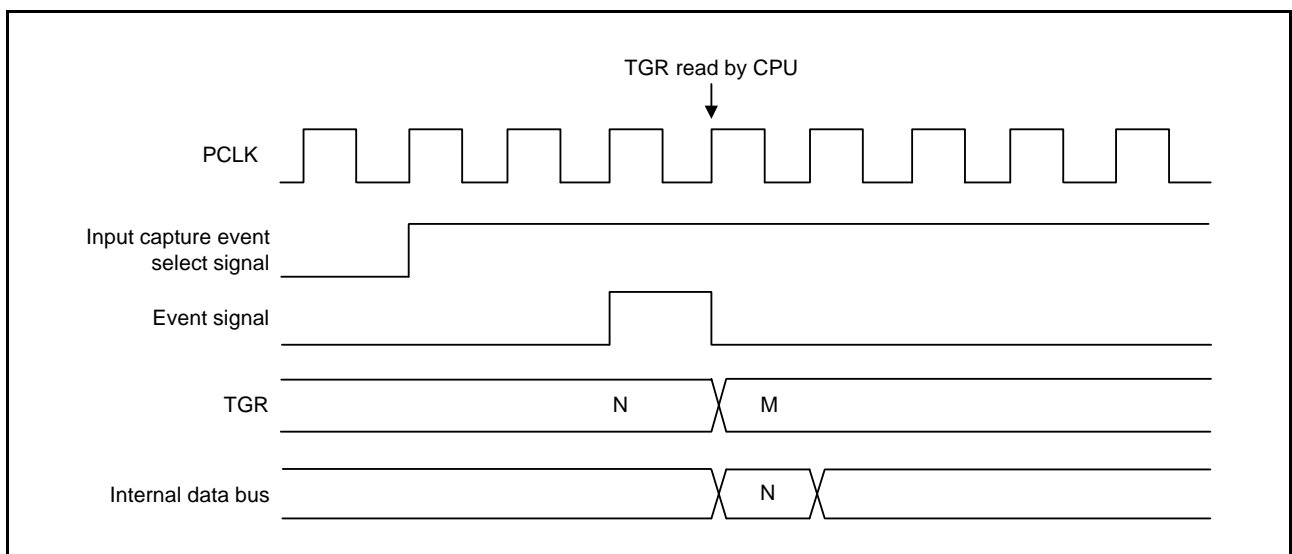 TGR read by CPU
PCLK
Input capture event
select signal
Event signal
TGR
N
M
Internal data bus
N